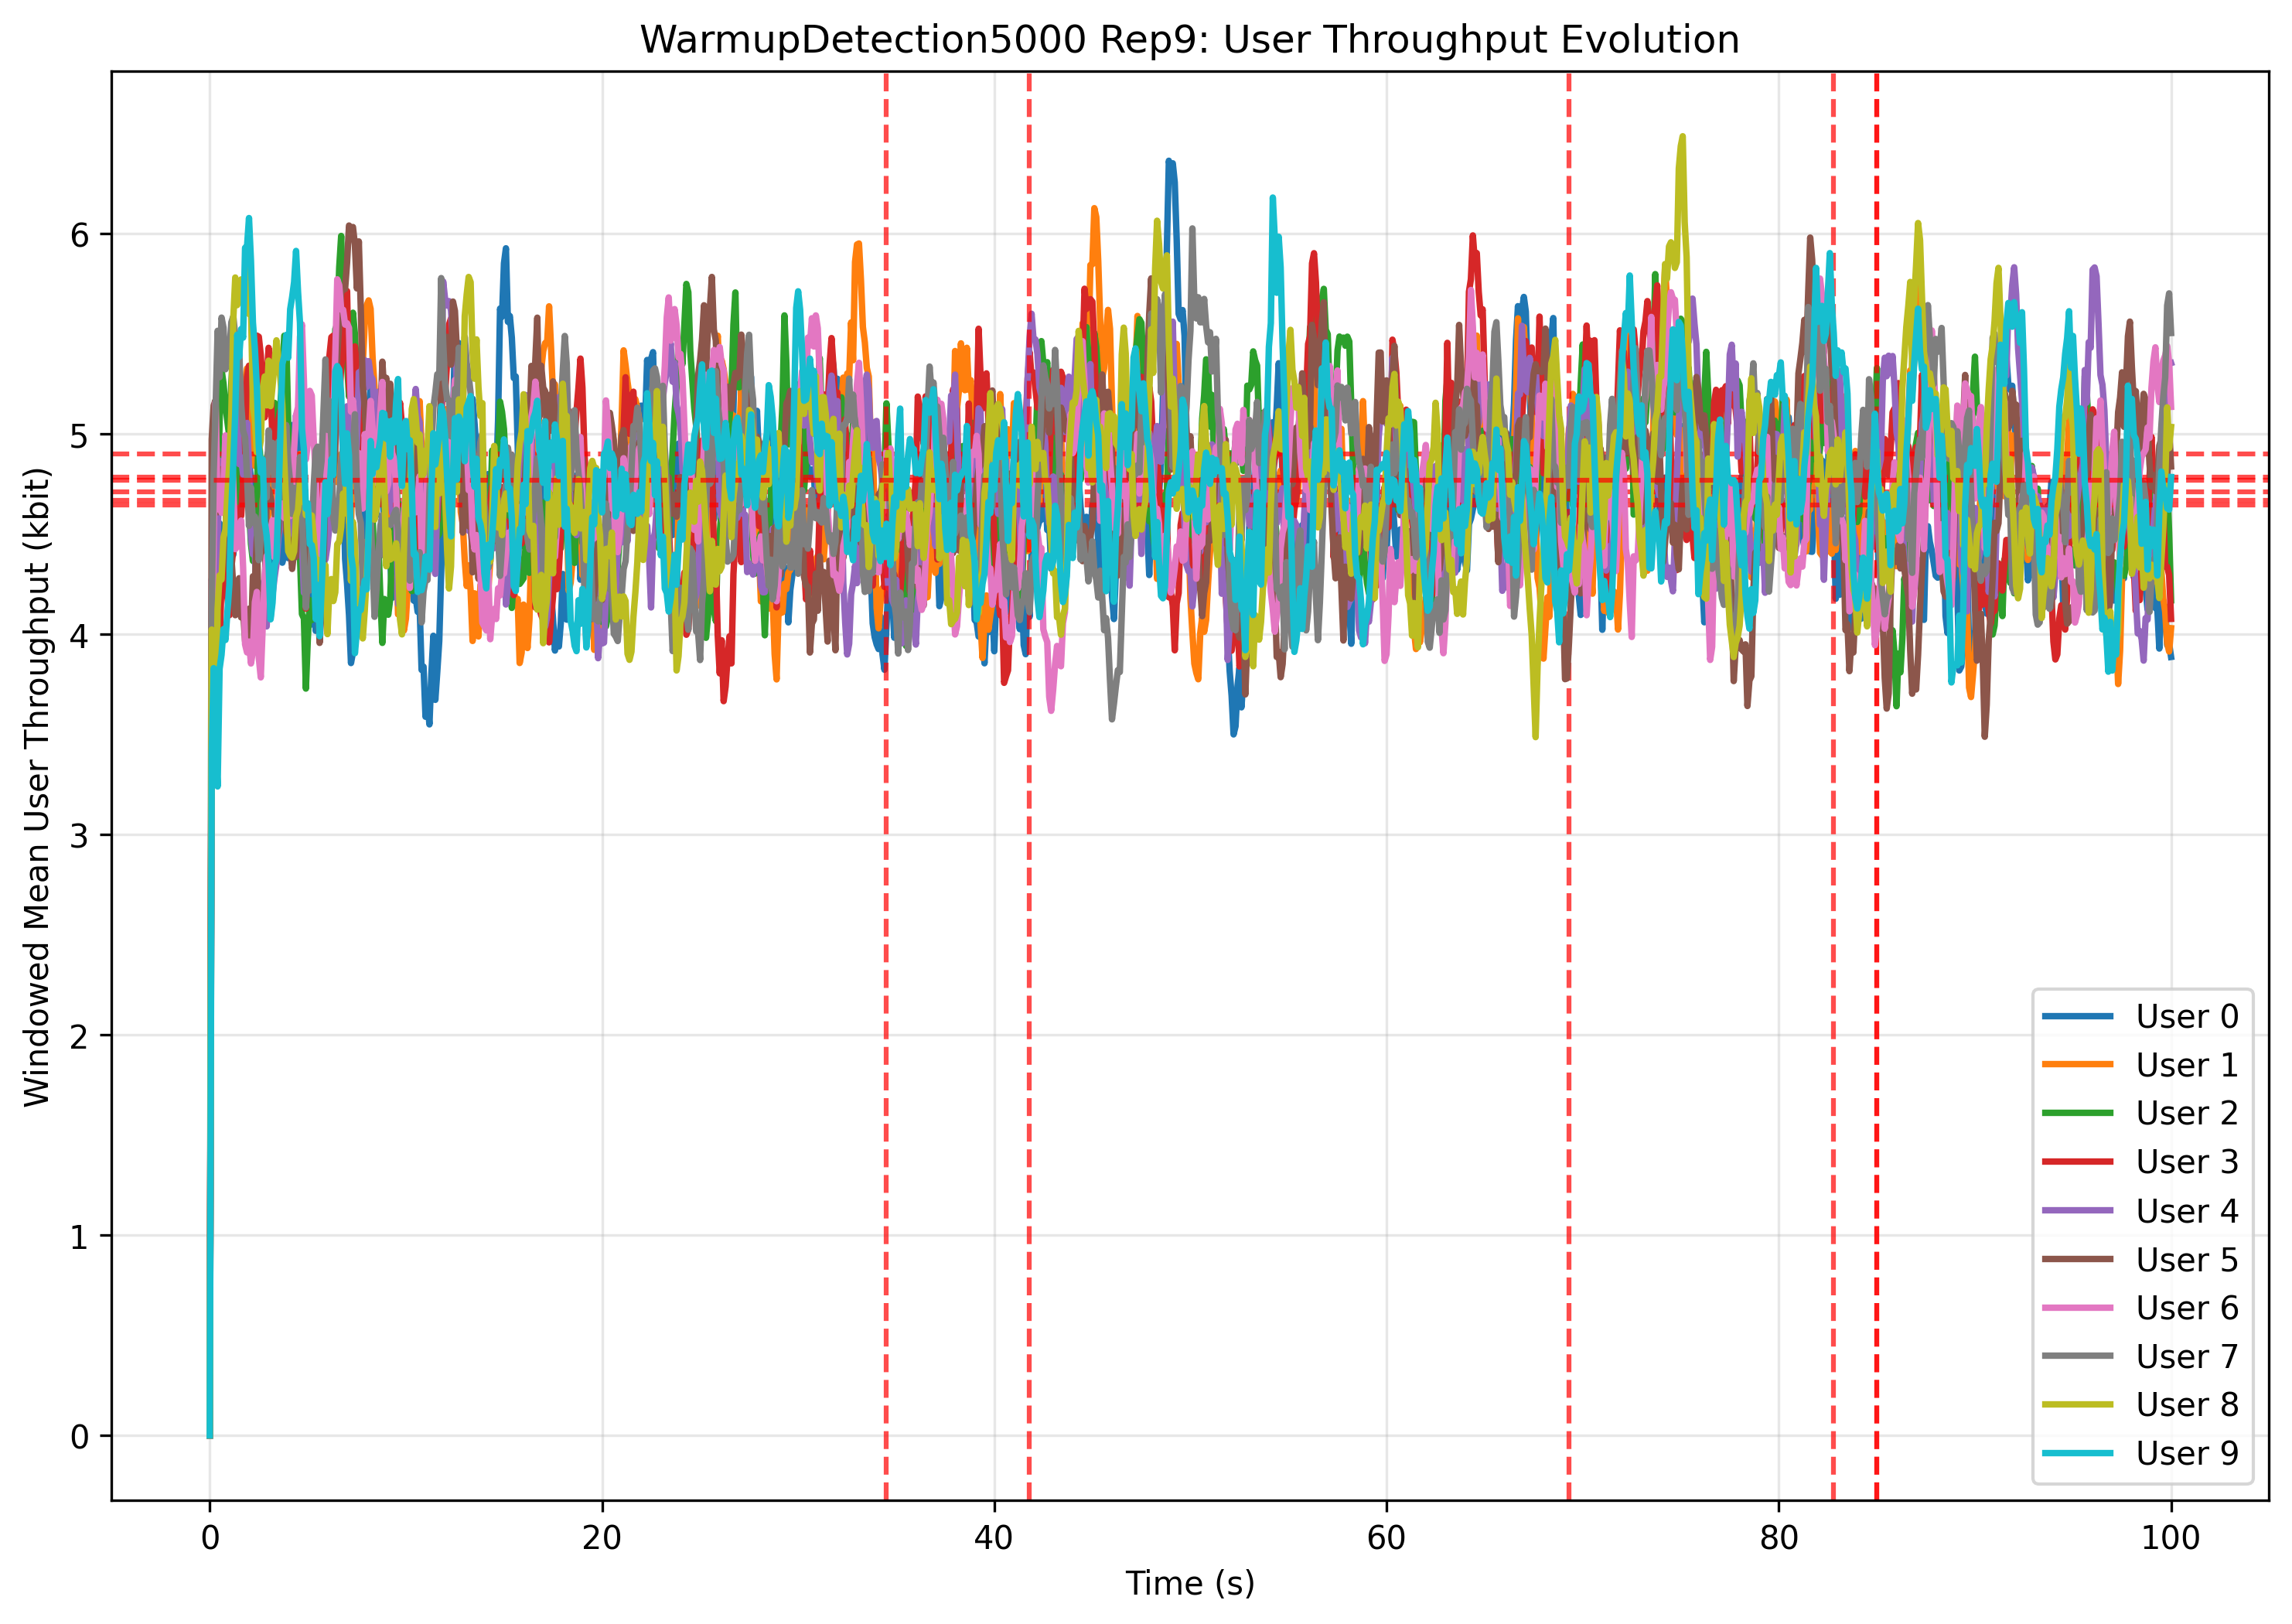 WarmupDetection5000 Rep9: User Throughput Evolution
Windowed Mean User Throughput (kbit)
6
5
4
3
2
1
0
0 20 40 60 80 100
Time (s)
User 0
User 1
User 2
User 3
User 4
User 5
User 6
User 7
User 8
User 9